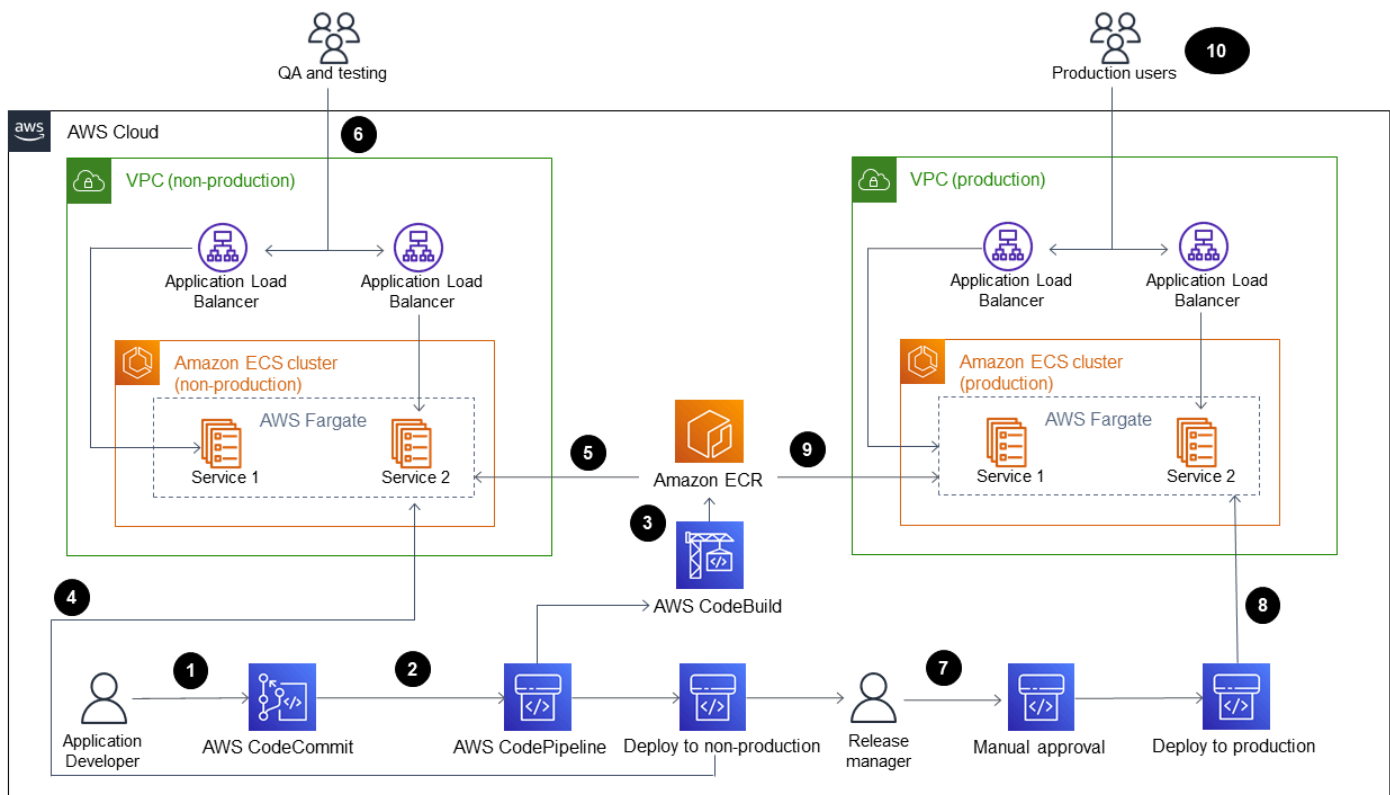 QA and testing
Production users
10
aws
AWS Cloud
6
VPC (non-production)
VPC (production)
Application Load
Balancer
Application Load
Balancer
Application Load
Balancer
Application Load
Balancer
Amazon ECS cluster
(non-production)
Amazon ECS cluster
(production)
AWS Fargate
AWS Fargate
Service 1
Service 2
5
Amazon ECR
9
Service 1
Service 2
3
AWS CodeBuild
4
8
1
2
7
Application
Developer
AWS CodeCommit
AWS CodePipeline
Deploy to non-production
Release
manager
Manual approval
Deploy to production